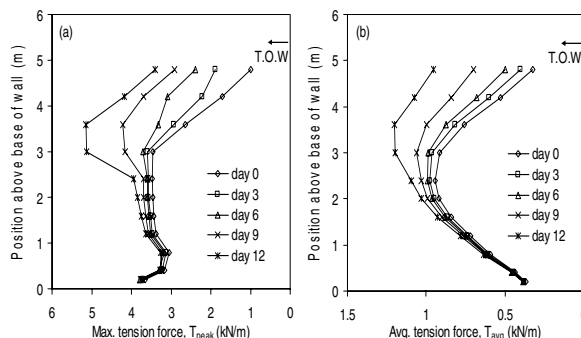 (a)
T.O.W
Position above base of wall (m)
6
5
4
3
2
1
0
day 0
day 3
day 6
day 9
day 12
6 5 4 3 2 1 0
Max. tension force, Tpeak (kN/m)
(b)
T.O.W
Position above base of wall (m)
6
5
4
3
2
1
0
day 0
day 3
day 6
day 9
day 12
1.5 1 0.5 0
Avg. tension force, Tavg (kN/m)